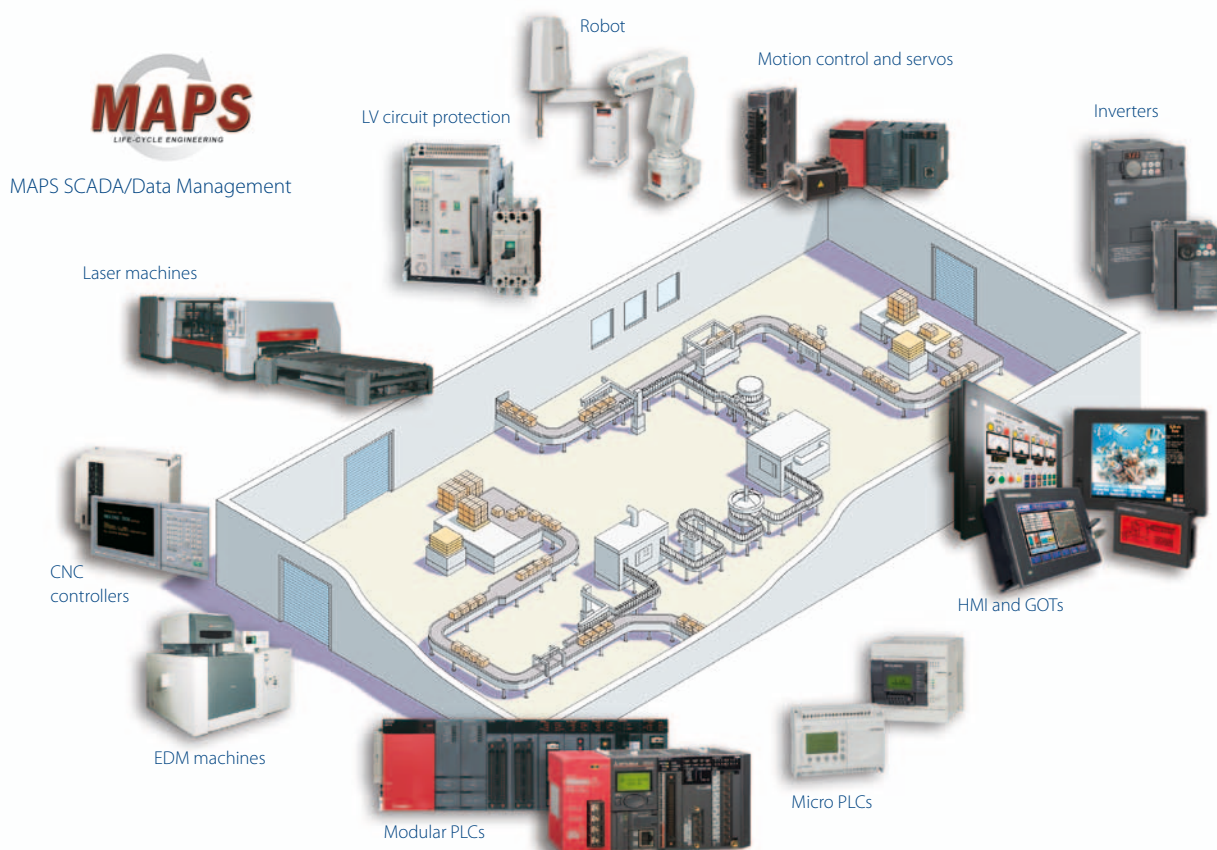 Robot
Motion control and servos
MAPS
LIFE-CYCLE ENGINEERING
LV circuit protection
Inverters
MAPS SCADA/Data Management
Laser machines
CNC
controllers
HMI and GOTs
EDM machines
Micro PLCs
Modular PLCs